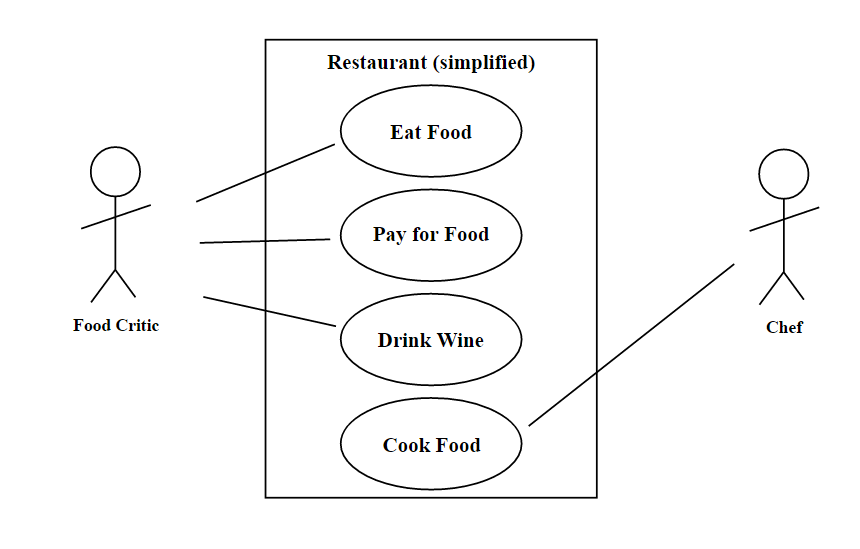 Restaurant (simplified)
Eat Food
Pay for Food
Drink Wine
Cook Food
Food Critic
Chef